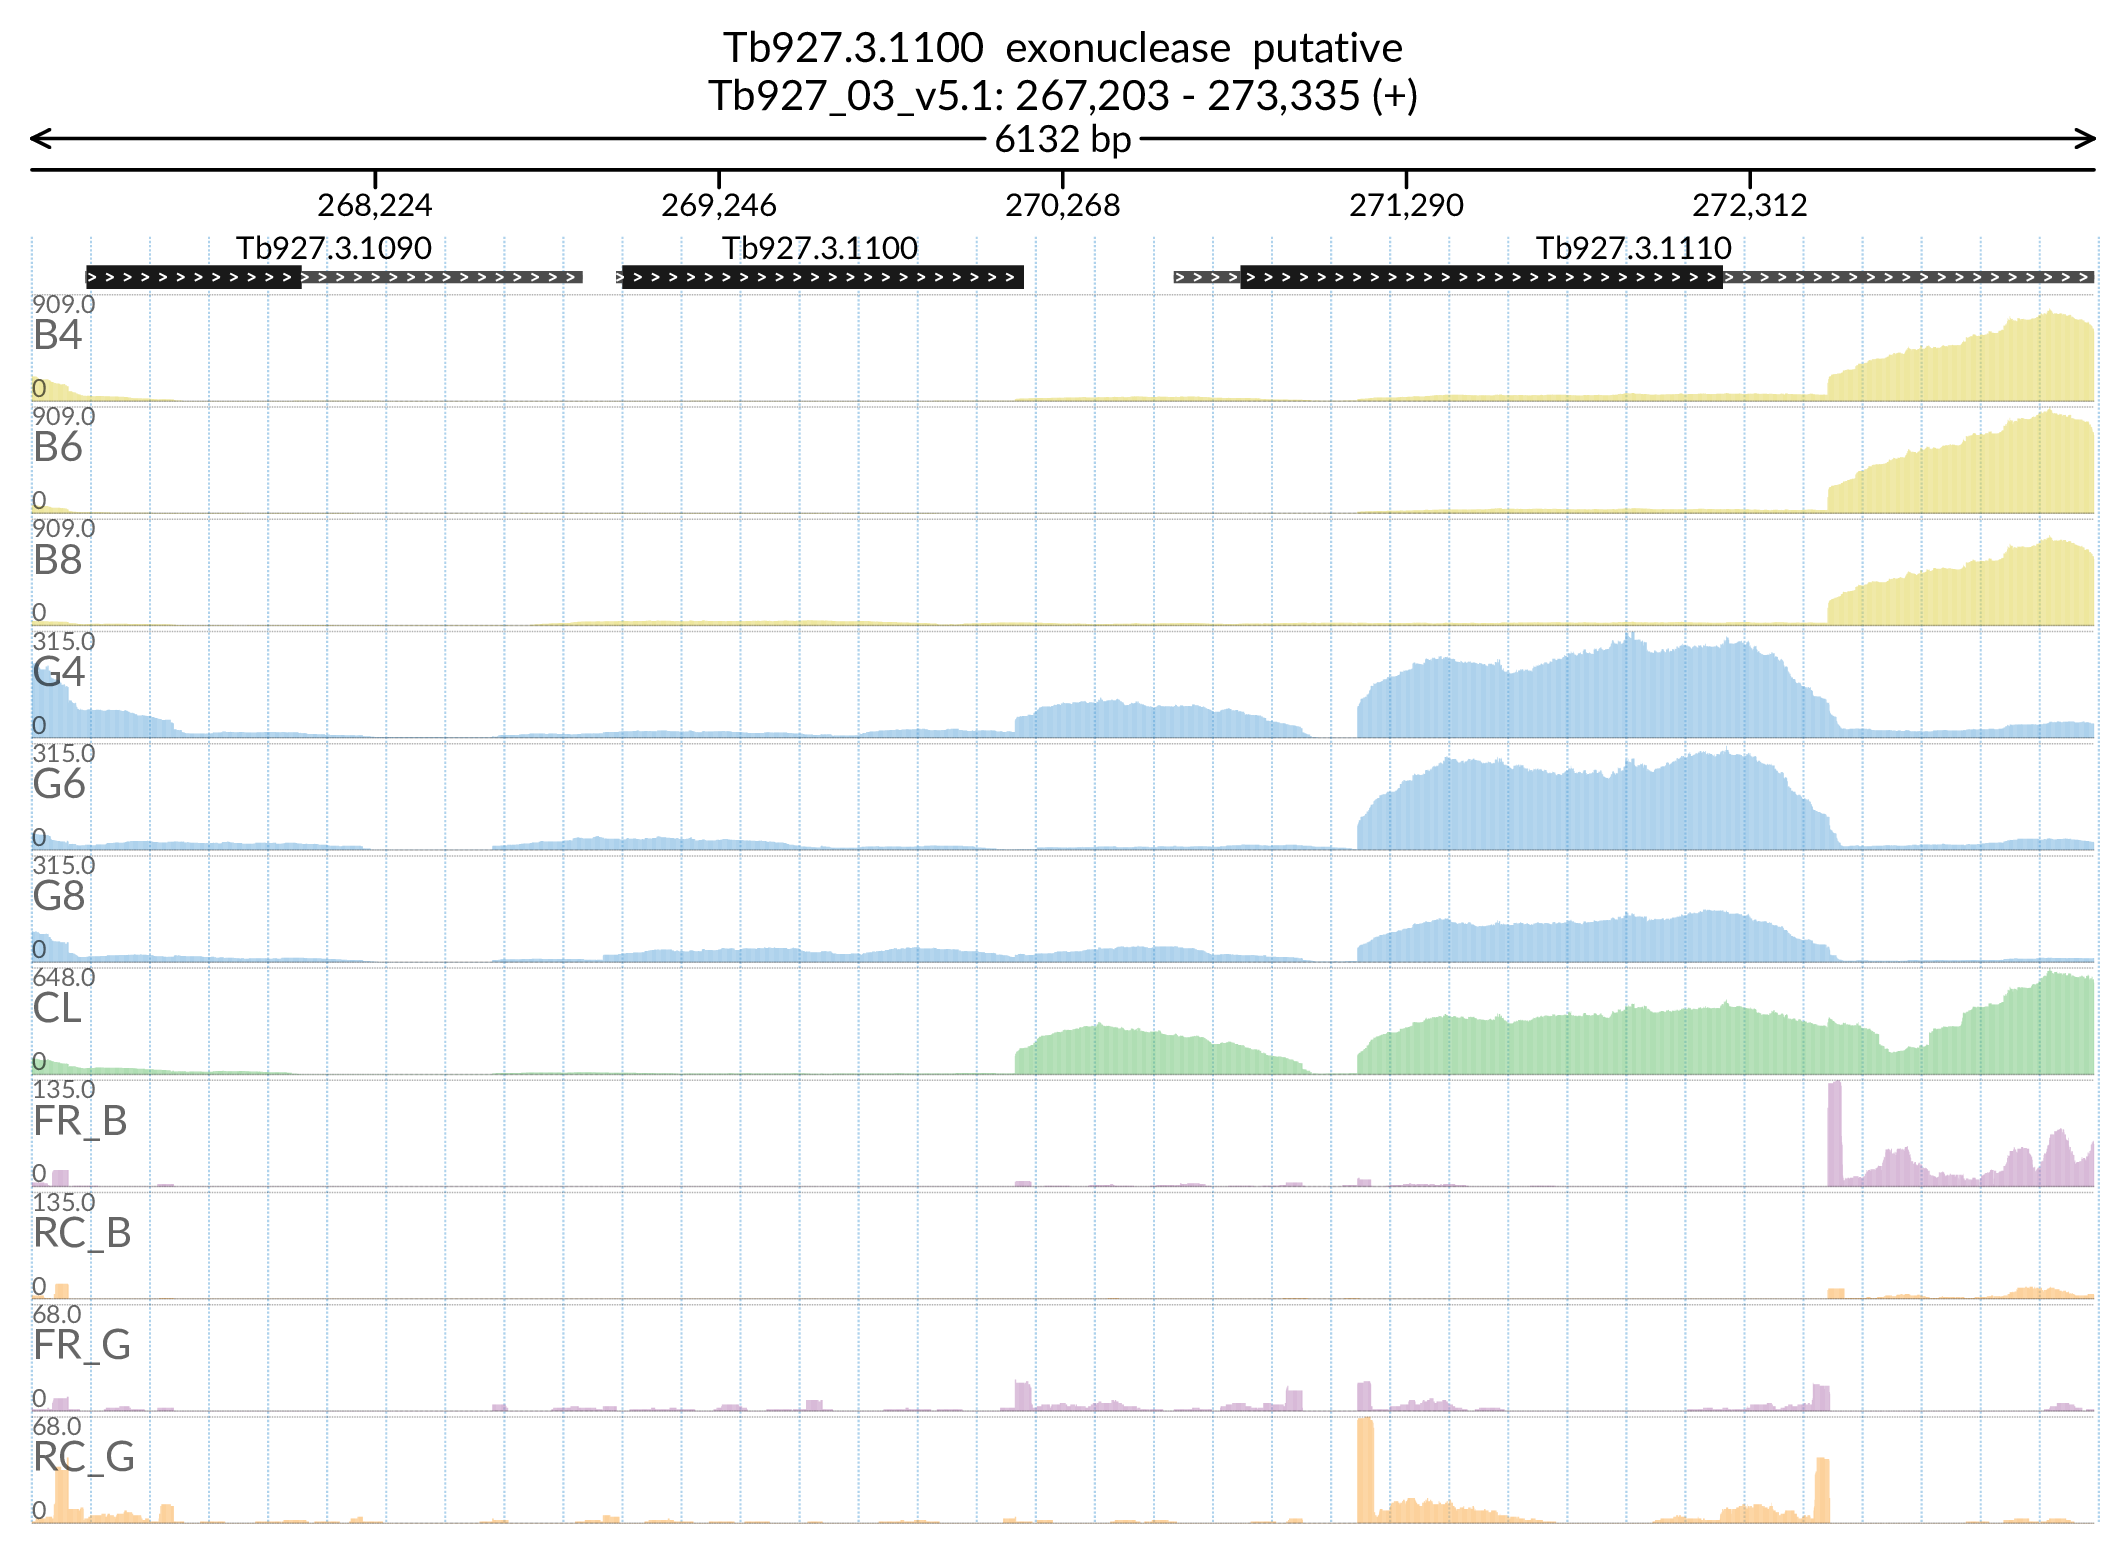 Tb927.3.1100 exonuclease putative
Tb927_03_v5.1: 267,203 - 273,335 (+)
6132 bp
268,224 269,246 270,268 271,290 272,312
Tb927.3.1090 Tb927.3.1100 Tb927.3.1110
909.0
B4
0
909.0
B6
0
909.0
B8
0
315.0
G4
0
315.0
G6
0
315.0
G8
0
648.0
CL
0
135.0
FR_B
0
135.0
RC_B
0
68.0
FR_G
0
68.0
RC_G
0